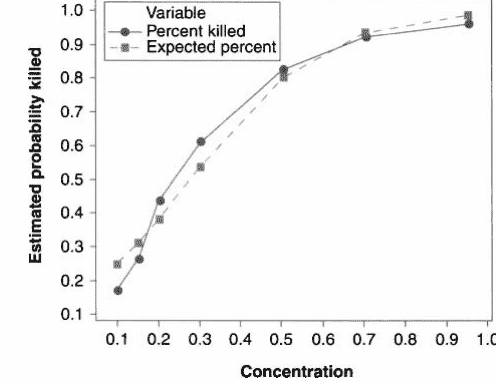 Variable
Percent killed
Expected percent
Estimated probability killed
1.0
0.9
0.8
0.7
0.6
0.5
0.4
0.3
0.2
0.1
0.1 0.2 0.3 0.4 0.5 0.6 0.7 0.8 0.9 1.0
Concentration